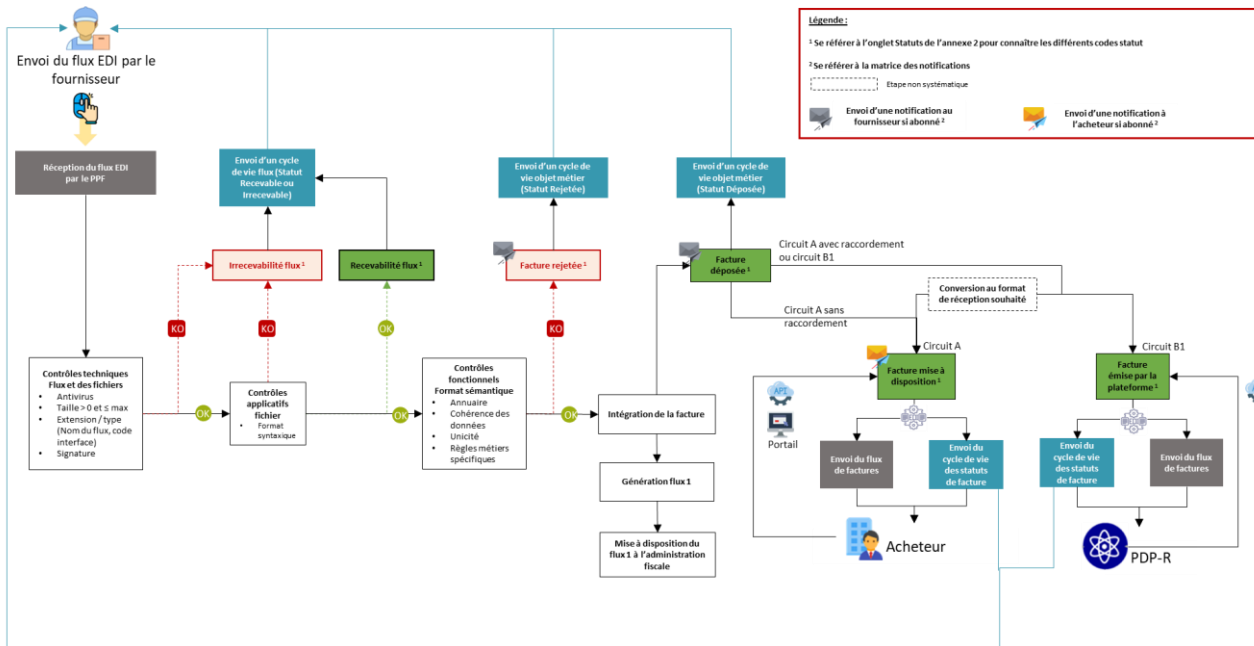 Envoi du flux EDI par le
fournisseur
Légende :
¹ Se référer à l'onglet Statuts de l'annexe 2 pour connaître les différents codes statut
² Se référer à la matrice des notifications
Etape non systématique
Envoi d'une notification au
fournisseur si abonné ²
Envoi d'une notification à
l'acheteur si abonné ²
Réception du flux EDI
par le PPF
Envoi d'un cycle de
vie flux (Statut
Recevable ou
Irrecevable)
Envoi d'un cycle de
vie objet métier
(Statut Rejetée)
Envoi d'un cycle de
vie objet métier
(Statut Déposée)
Irrecevabilité flux ¹
Recevabilité flux ¹
Facture rejetée ¹
Facture
déposée ¹
Circuit A avec raccordement
ou circuit B1
Conversion au format
de réception souhaité
Circuit A sans
raccordement
KO
KO
OK
KO
Circuit A
Circuit B1
Contrôles techniques
Flux et des fichiers
• Antivirus
• Taille > 0 et ≤ max
• Extension / type
(Nom du flux, code
interface)
• Signature
OK
Contrôles
applicatifs
fichier
• Format
syntaxique
OK
Contrôles
fonctionnels
Format sémantique
• Annuaire
• Cohérence des
données
• Unicité
• Règles métiers
spécifiques
OK
Intégration de la facture
Génération flux 1
Mise à disposition du
flux 1 à l'administration
fiscale
Facture mise à
disposition ¹
Facture
émise par la
plateforme ¹
API
Portail
Envoi du flux
de factures
Envoi du
cycle de vie
des statuts
de facture
Envoi du
cycle de vie
des statuts de
facture
Envoi du flux
de factures
Acheteur
PDP-R